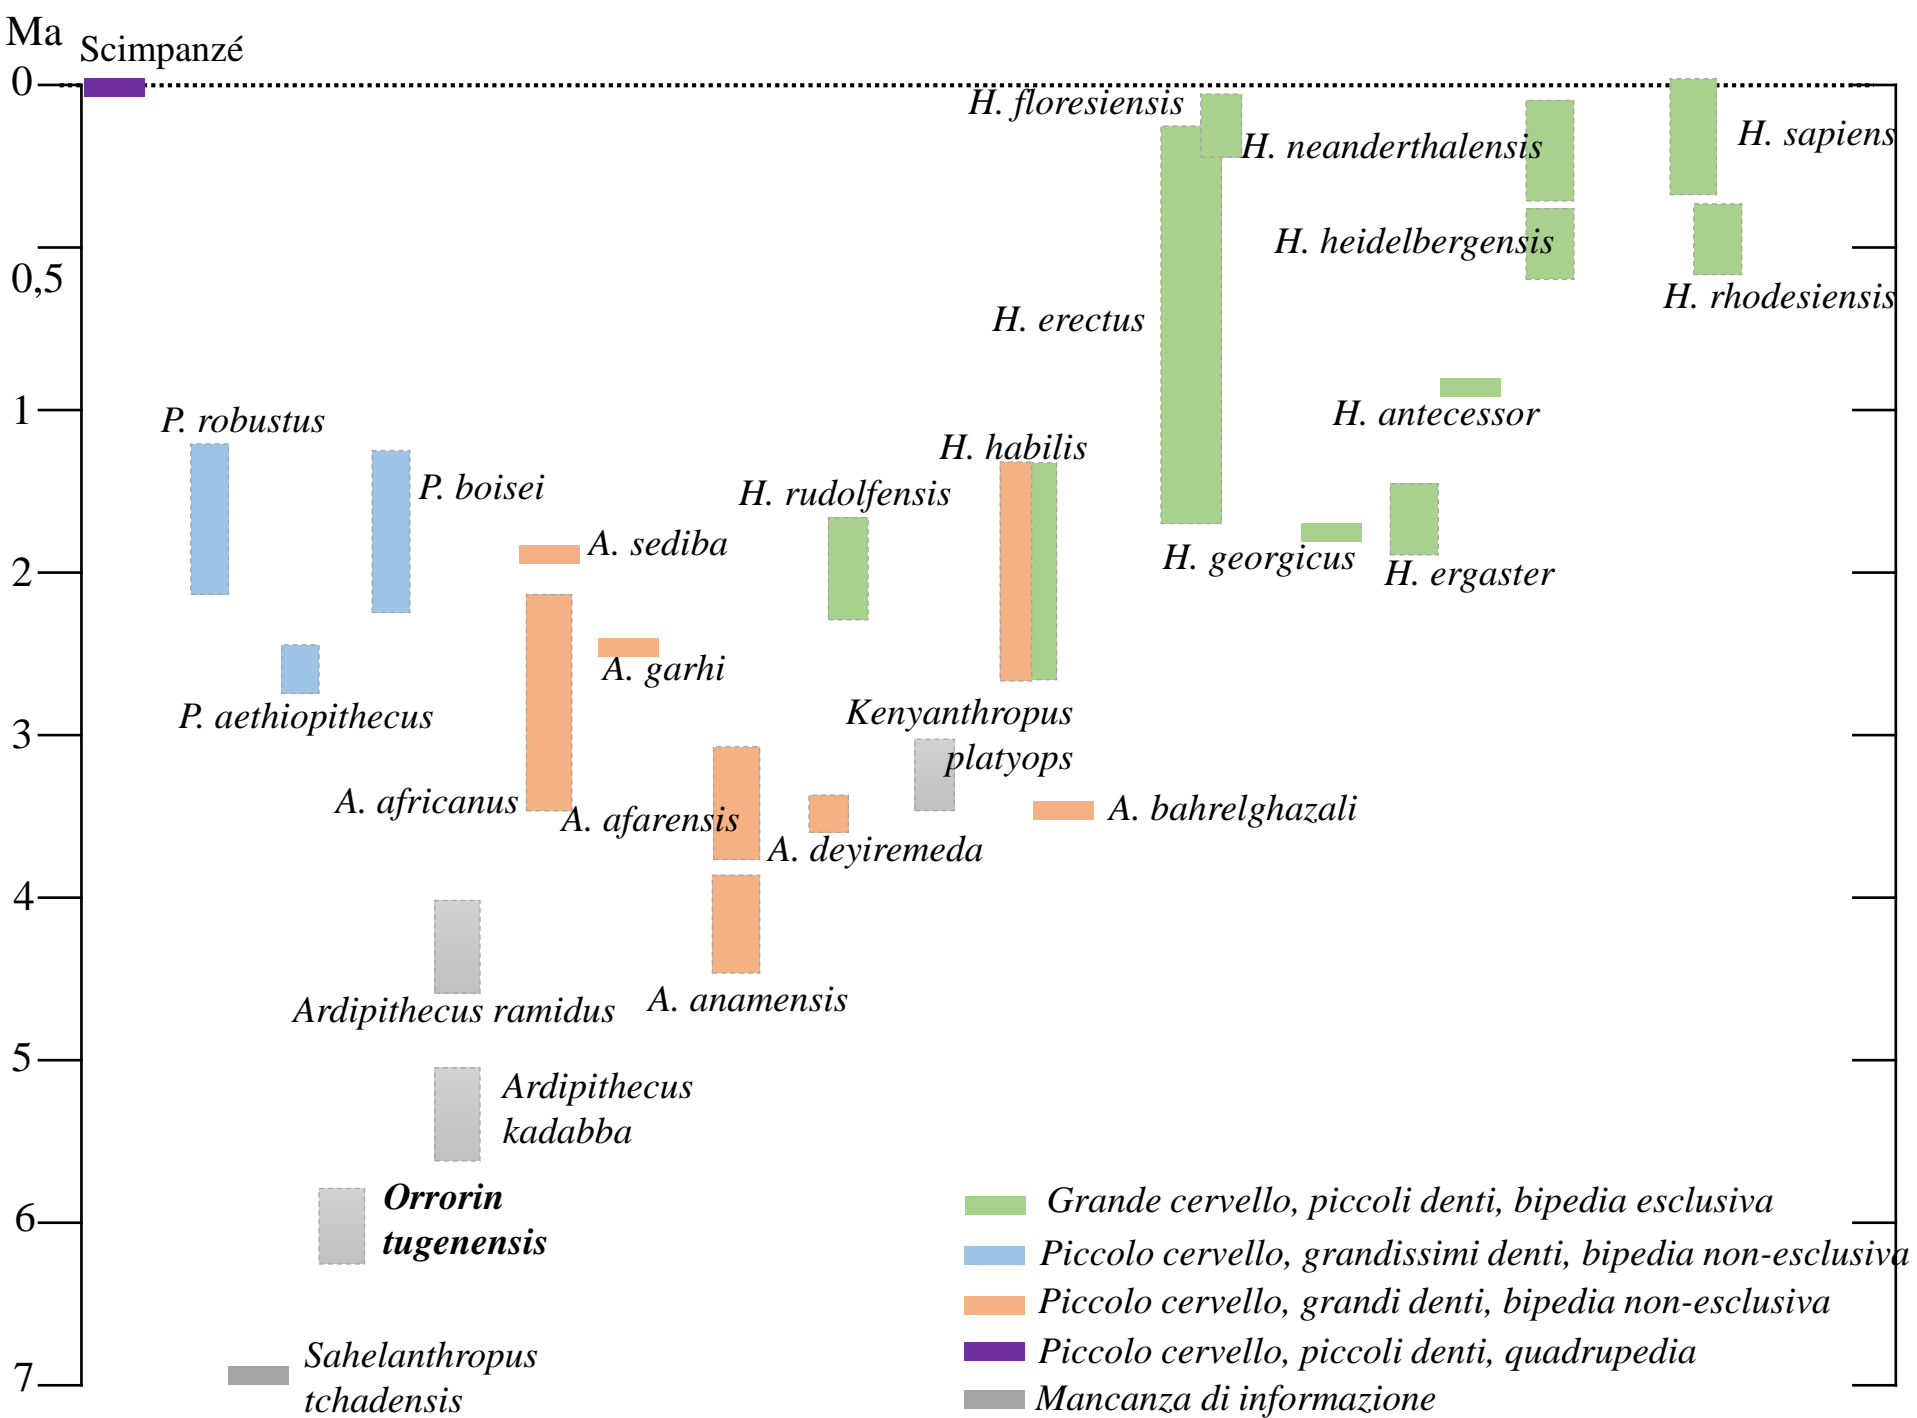 Ma
Scimpanzé
0
H. floresiensis
H. neanderthalensis
H. sapiens
H. heidelbergensis
0,5
H. rhodesiensis
H. erectus
1
P. robustus
H. antecessor
H. habilis
P. boisei
H. rudolfensis
A. sediba
H. georgicus
2
H. ergaster
A. garhi
P. aethiopithecus
Kenyanthropus
platyops
3
A. africanus
A. afarensis
A. bahrelghazali
A. deyiremeda
4
A. anamensis
Ardipithecus ramidus
5
Ardipithecus
kadabba
Orrorin
tugenensis
6
Sahelanthropus
tchadensis
7
Grande cervello, piccoli denti, bipedia esclusiva
Piccolo cervello, grandissimi denti, bipedia non-esclusiva
Piccolo cervello, grandi denti, bipedia non-esclusiva
Piccolo cervello, piccoli denti, quadrupedia
Mancanza di informazione